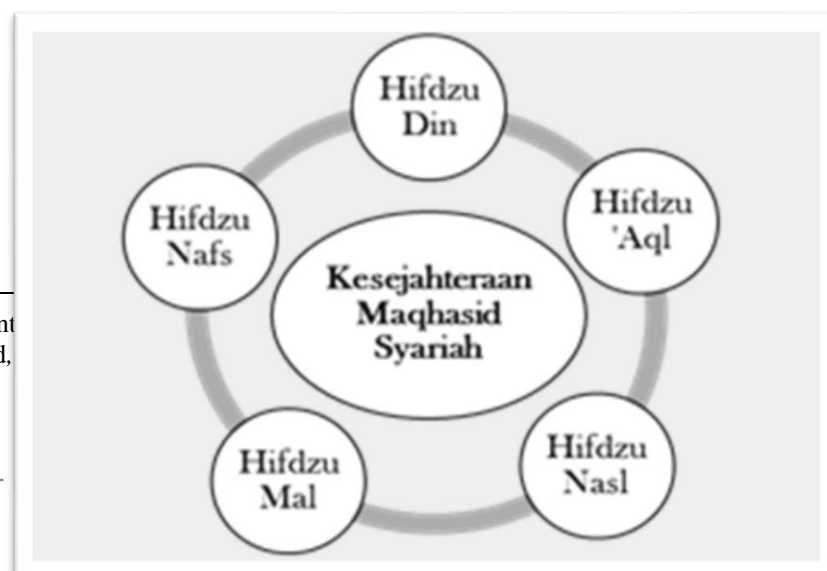 Hifdzu
Din
Hifdzu
'Aql
Hifdzu
Nafs
Kesejahteraan
Maqhasid
Syariah
Hifdzu
Mal
Hifdzu
Nasl